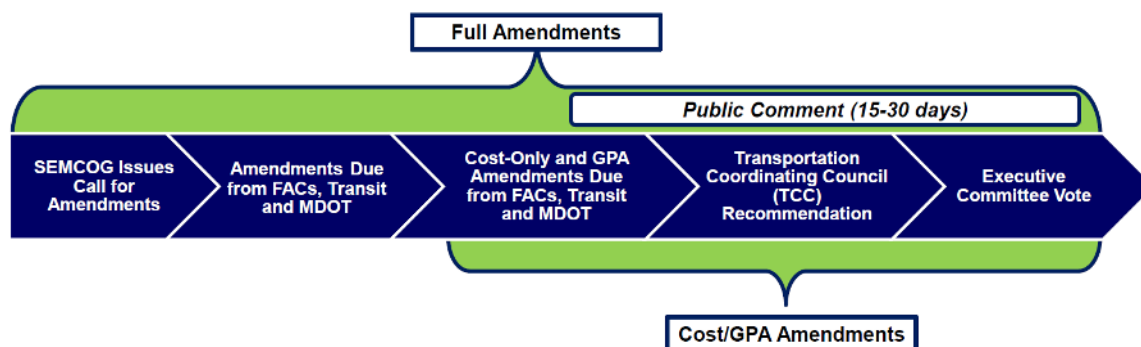 Full Amendments
Public Comment (15-30 days)
SEMCOG Issues
Call for
Amendments
Amendments Due
from FACs, Transit
and MDOT
Cost-Only and GPA
Amendments Due
from FACs, Transit
and MDOT
Transportation
Coordinating Council
(TCC)
Recommendation
Executive
Committee Vote
Cost/GPA Amendments